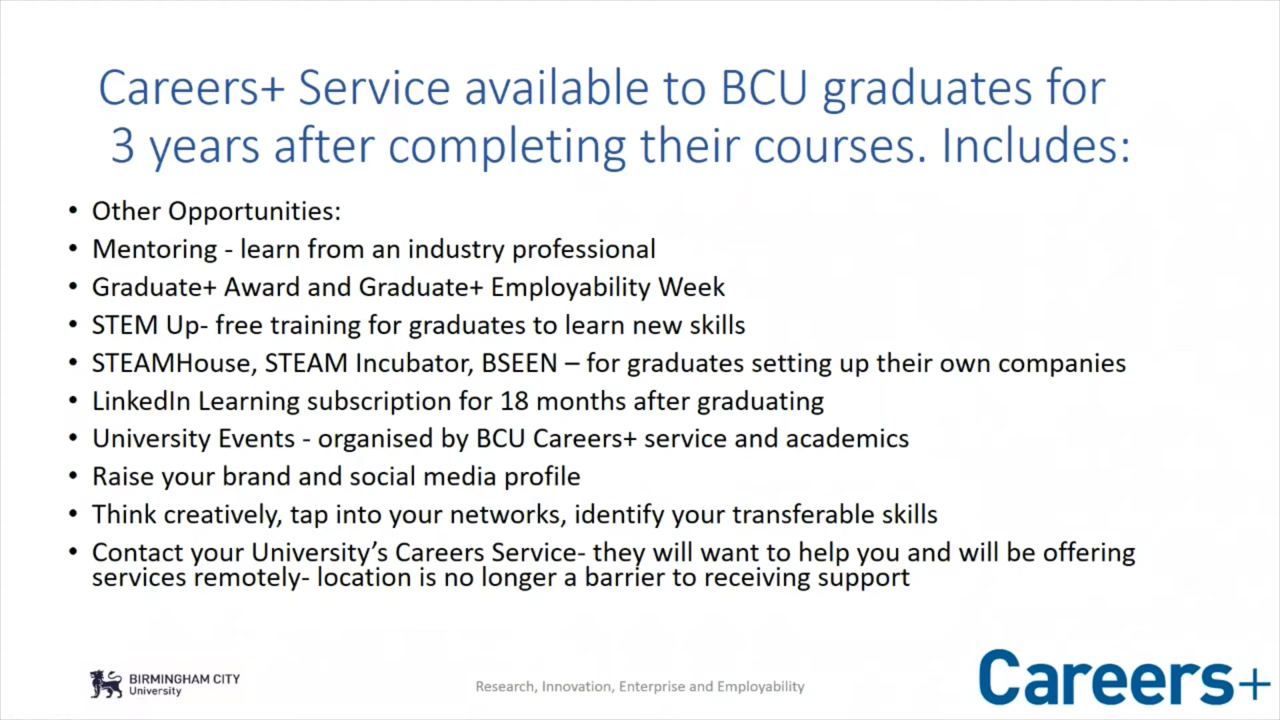 Careers+ Service available to BCU graduates for
3 years after completing their courses. Includes:
• Other Opportunities:
• Mentoring - learn from an industry professional
• Graduate+ Award and Graduate+ Employability Week
• STEM Up- free training for graduates to learn new skills
• STEAMHouse, STEAM Incubator, BSEEN – for graduates setting up their own companies
• LinkedIn Learning subscription for 18 months after graduating
• University Events - organised by BCU Careers+ service and academics
• Raise your brand and social media profile
• Think creatively, tap into your networks, identify your transferable skills
• Contact your University’s Careers Service- they will want to help you and will be offering
services remotely- location is no longer a barrier to receiving support
BIRMINGHAM CITY
University
Research, Innovation, Enterprise and Employability
Careers+